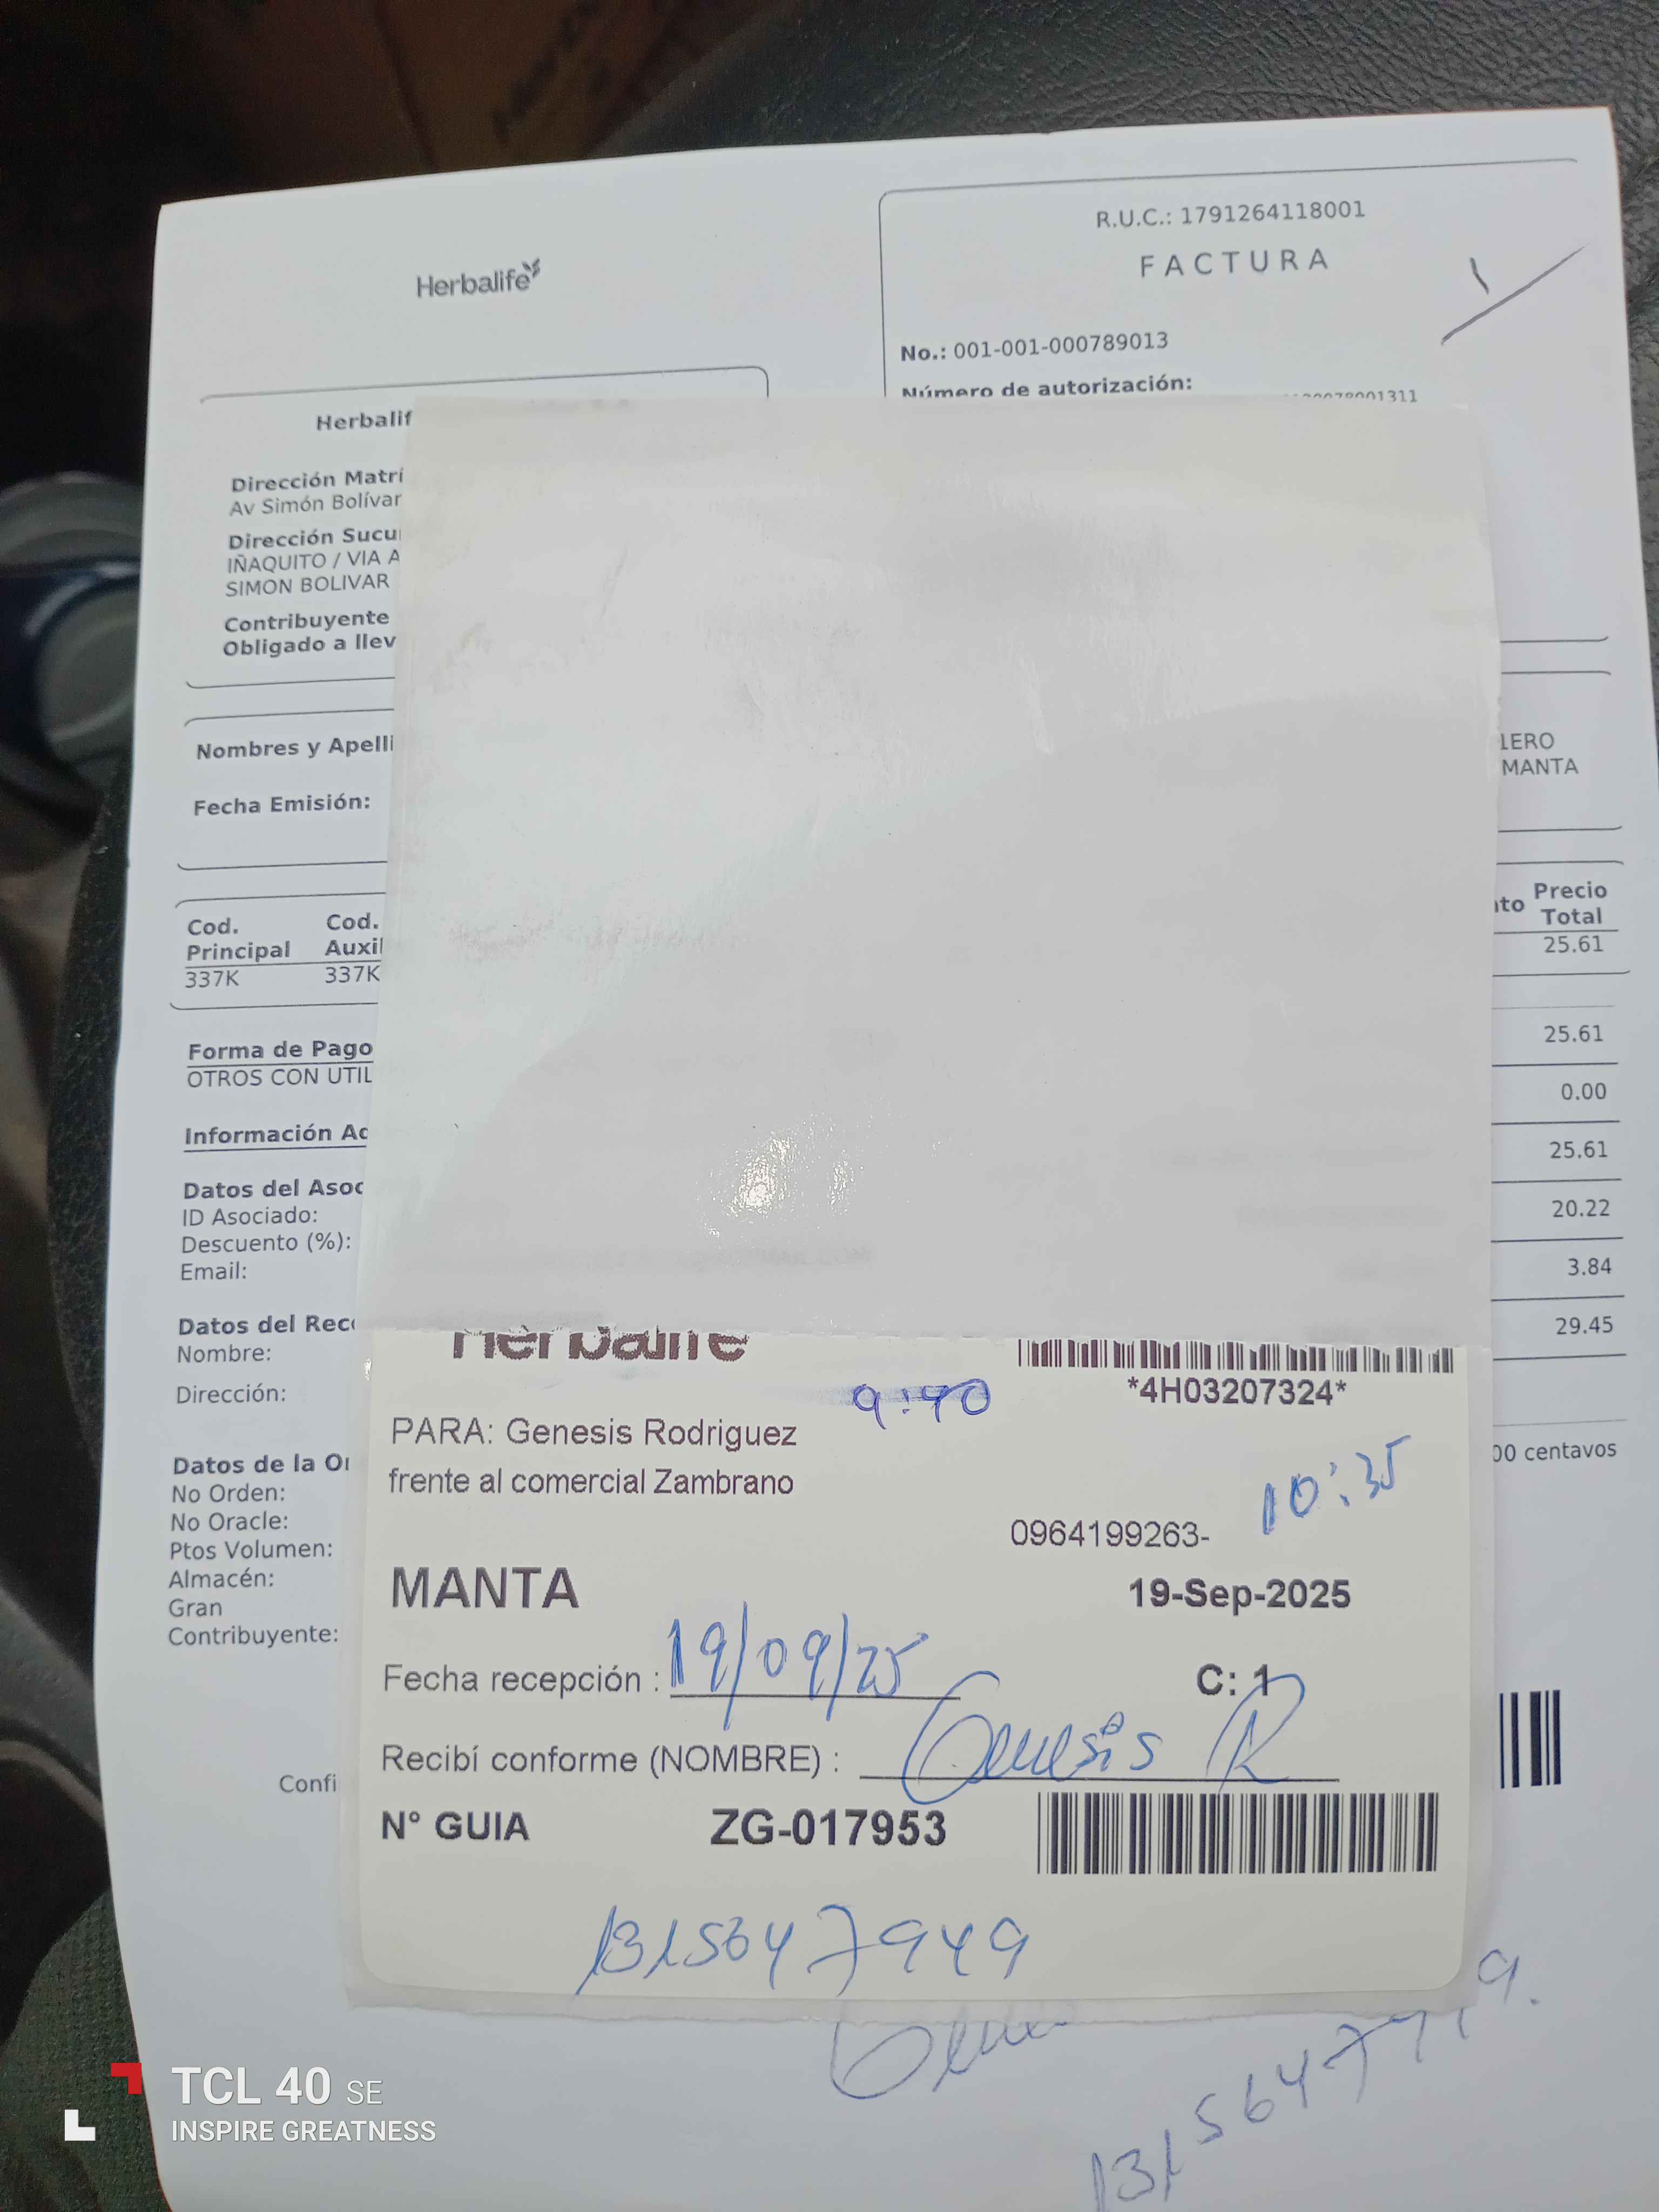 Herbalife
R.U.C.: 1791264118001
FACTURA
No.: 001-001-000789013
Número de autorización:
Herbalif
Dirección Matrí
Av Simón Bolívar
Dirección Sucu
IÑAQUITO / VIA A
SIMON BOLIVAR
Contribuyente
Obligado a llev
Nombres y Apelli
LERO
MANTA
Fecha Emisión:
Cod. Principal
Cod. Auxil
Precio Total
337K 337K 25.61
Forma de Pago
OTROS CON UTIL
25.61
0.00
Información Ad
25.61
Datos del Asoc
ID Asociado:
20.22
Descuento (%):
Email:
3.84
Datos del Rec
29.45
Nombre:
Dirección:
00 centavos
Datos de la Or
No Orden:
No Oracle:
Ptos Volumen:
Almacén:
Gran
Contribuyente:
Confi
Herbalife
*4H03207324*
PARA: Genesis Rodriguez
frente al comercial Zambrano
10:35
0964199263-
MANTA 19-Sep-2025
Fecha recepción : 19/09/25 C: 1
Recibí conforme (NOMBRE) : Genesis R
N° GUIA ZG-017953
1315647949
TCL 40 SE
INSPIRE GREATNESS